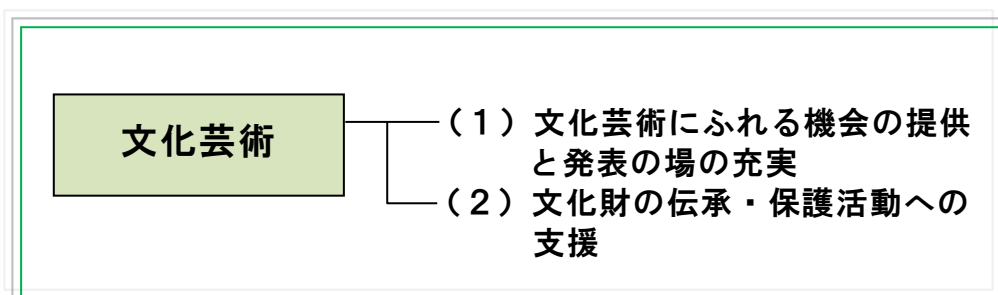 文化芸術
（１）文化芸術にふれる機会の提供
と発表の場の充実
（２）文化財の伝承・保護活動への
支援